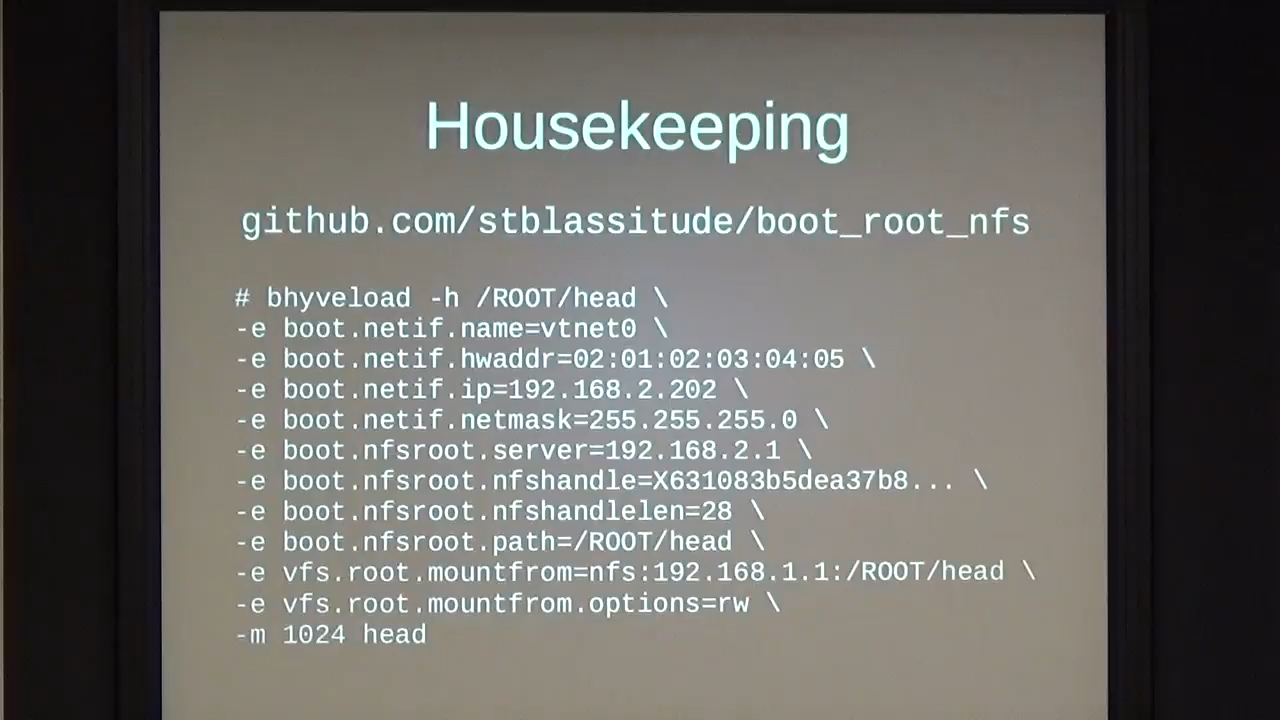 Housekeeping
github.com/stblassitude/boot_root_nfs
# bhyveload -h /ROOT/head \
-e boot.netif.name=vtnet0 \
-e boot.netif.hwaddr=02:01:02:03:04:05 \
-e boot.netif.ip=192.168.2.202 \
-e boot.netif.netmask=255.255.255.0 \
-e boot.nfsroot.server=192.168.2.1 \
-e boot.nfsroot.nfshandle=X631083b5dea37b8... \
-e boot.nfsroot.nfshandlelen=28 \
-e boot.nfsroot.path=/ROOT/head \
-e vfs.root.mountfrom=nfs:192.168.1.1:/ROOT/head \
-e vfs.root.mountfrom.options=rw \
-m 1024 head